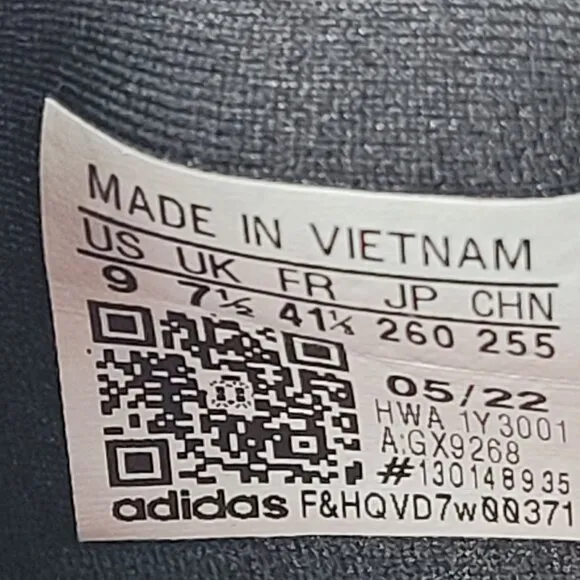 MADE IN VIETNAM
US UK FR JP CHN
9 7½ 41⅓ 260 255
05/22
HWA 1Y3001
A:GX9268
#130148935
adidas F&HQVD7w00371